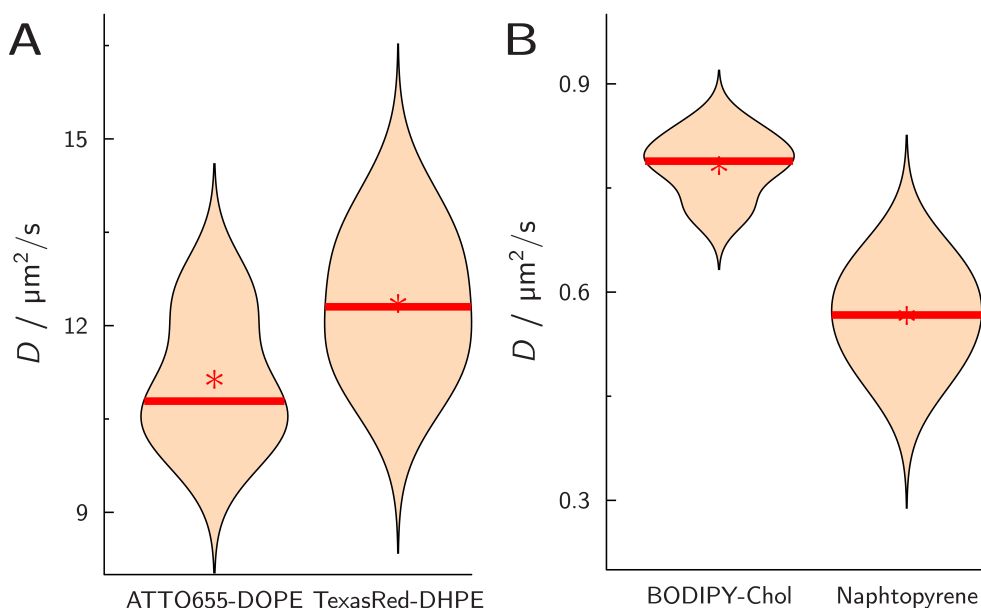 A
D / µm²/s
15
12
9
ATTO655-DOPE TexasRed-DHPE
B
D / µm²/s
0.9
0.6
0.3
BODIPY-Chol Naphtopyrene